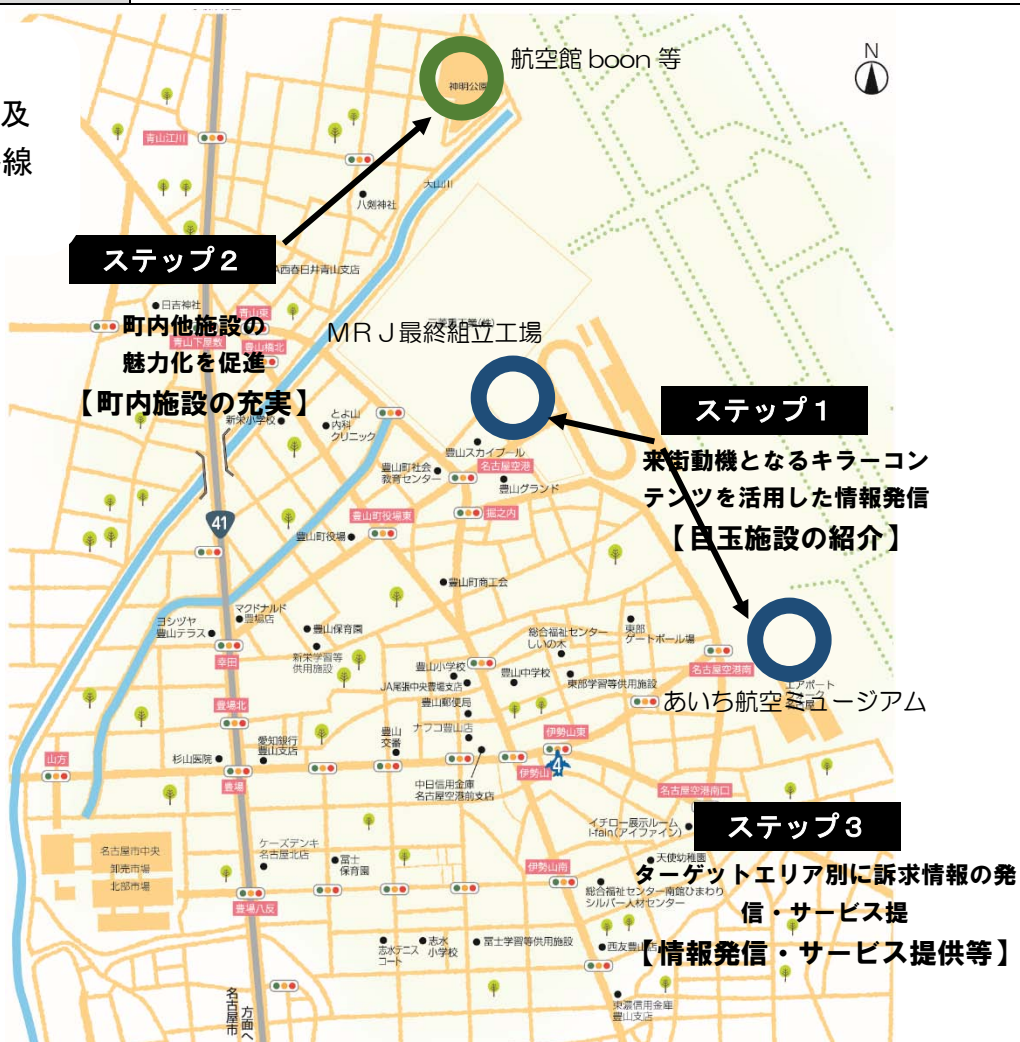 航空館 boon 等
N
及
線
神明公園
青山江川
大山川
八剱神社
ステップ２
西春日井青山支店
日吉神社
青山東
町内他施設の
青山下屋敷
豊山橋北
魅力化を促進
【町内施設の充実】
ＭＲＪ最終組立工場
新栄小学校
とよ山
内科
クリニック
ステップ１
来街動機となるキラーコン
テンツを活用した情報発信
【目玉施設の紹介】
豊山スカイプール
名古屋空港
豊山町社会
教育センター
豊山グランド
堀之内
豊山町役場東
41
豊山町役場
豊山町商工会
マクドナルド
豊場店
ヨシヅヤ
豊山テラス
豊山保育園
幸田
新栄学習等
供用施設
総合福祉センター
しいの木
東部
ゲートボール場
豊山小学校
豊山中学校
名古屋空港南
JA尾張中央豊場支店
東部学習等供用施設
エアポート
ウォーク
名古屋
あいち航空ミュージアム
豊山郵便局
豊場北
ナフコ豊山店
豊山
交番
愛知銀行
豊山支店
杉山医院
伊勢山東
4
伊勢山
山方
豊場
中日信用金庫
名古屋空港前支店
名古屋空港南口
イチロー展示ルーム
I-fain(アイファイン)
ステップ３
名古屋市中央
卸売市場
北部市場
ケーズデンキ
名古屋北店
冨士
保育園
天使幼稚園
伊勢山南
ターゲットエリア別に訴求情報の発
信・サービス提
総合福祉センター南館ひまわり
シルバー人材センター
豊場八反
【情報発信・サービス提供等】
志水テニス
コート
志水
小学校
冨士学習等供用施設
西友豊山店
東濃信用金庫
豊山支店
名古屋市
方面へ